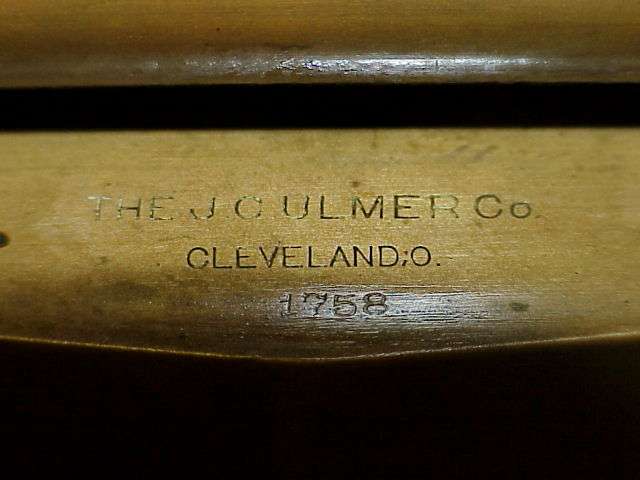 THE J C ULMER Co.
CLEVELAND, O.
1758